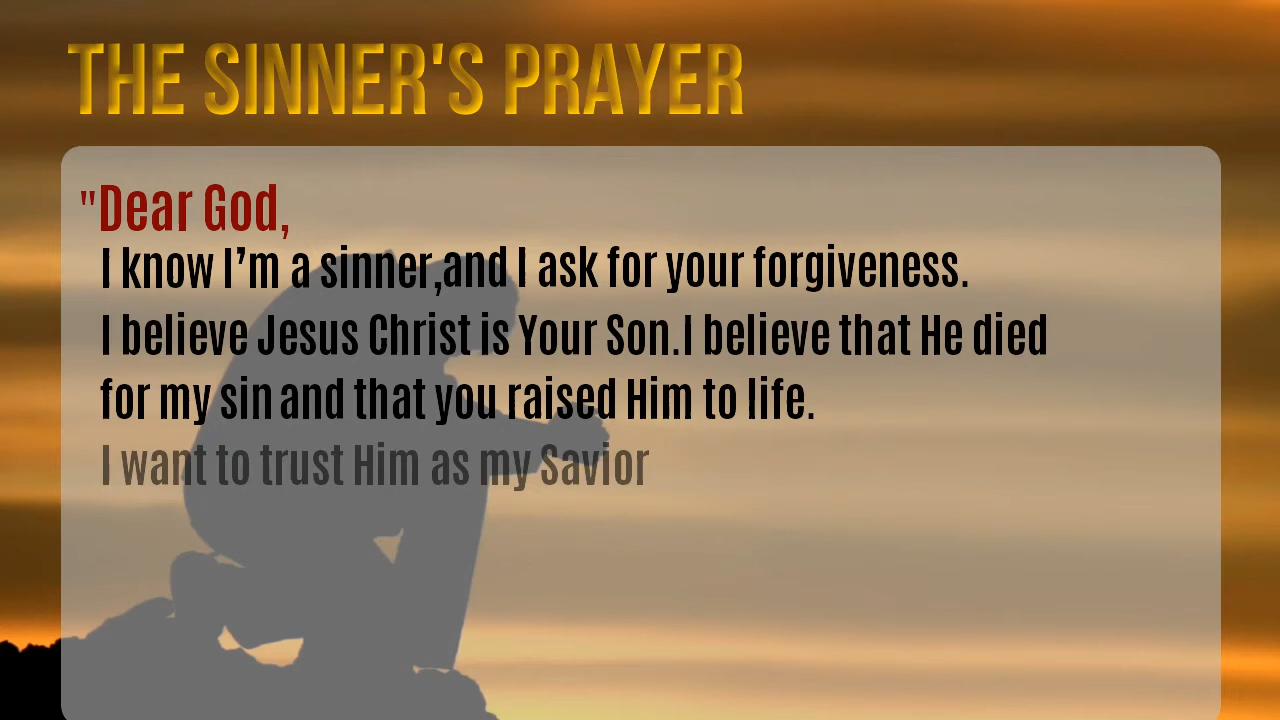 THE SINNER'S PRAYER
"Dear God,
I know I’m a sinner,and I ask for your forgiveness.
I believe Jesus Christ is Your Son.I believe that He died
for my sin and that you raised Him to life.
I want to trust Him as my Savior